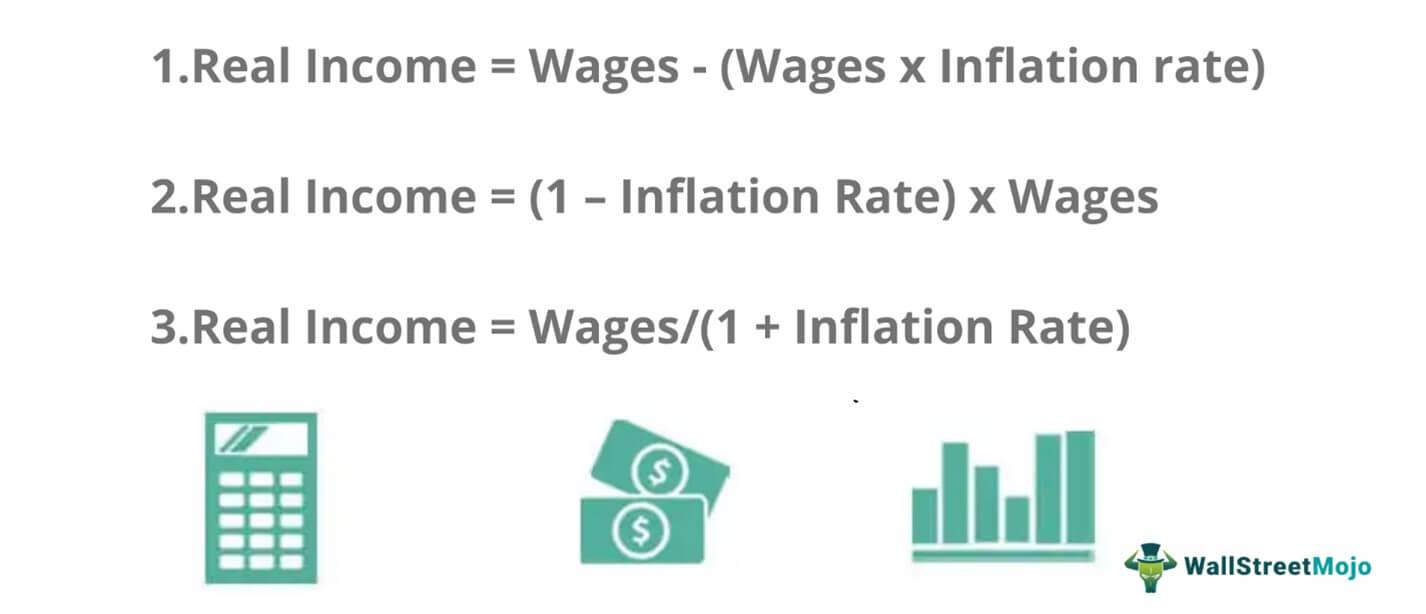 1.Real Income = Wages - (Wages x Inflation rate)
2.Real Income = (1 – Inflation Rate) x Wages
3.Real Income = Wages/(1 + Inflation Rate)
$
$
WallStreetMojo